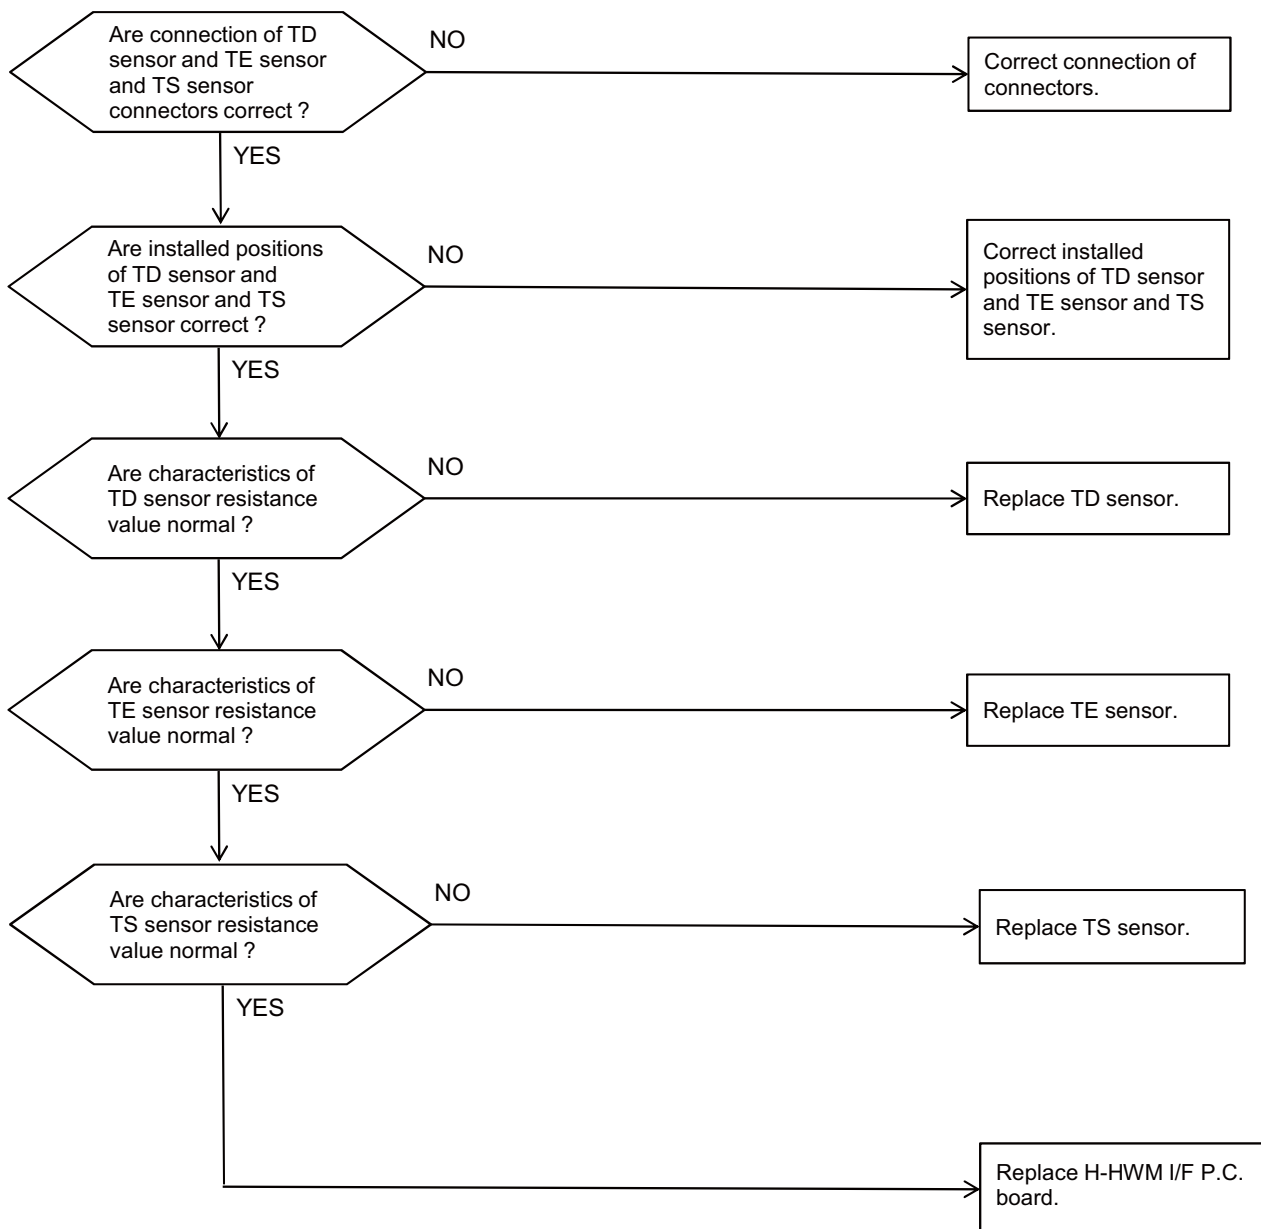 Are connection of TD
sensor and TE sensor
and TS sensor
connectors correct ?
NO
Correct connection of
connectors.
YES
Are installed positions
of TD sensor and
TE sensor and TS
sensor correct ?
NO
Correct installed
positions of TD sensor
and TE sensor and TS
sensor.
YES
Are characteristics of
TD sensor resistance
value normal ?
NO
Replace TD sensor.
YES
Are characteristics of
TE sensor resistance
value normal ?
NO
Replace TE sensor.
YES
Are characteristics of
TS sensor resistance
value normal ?
NO
Replace TS sensor.
YES
Replace H-HWM I/F P.C.
board.